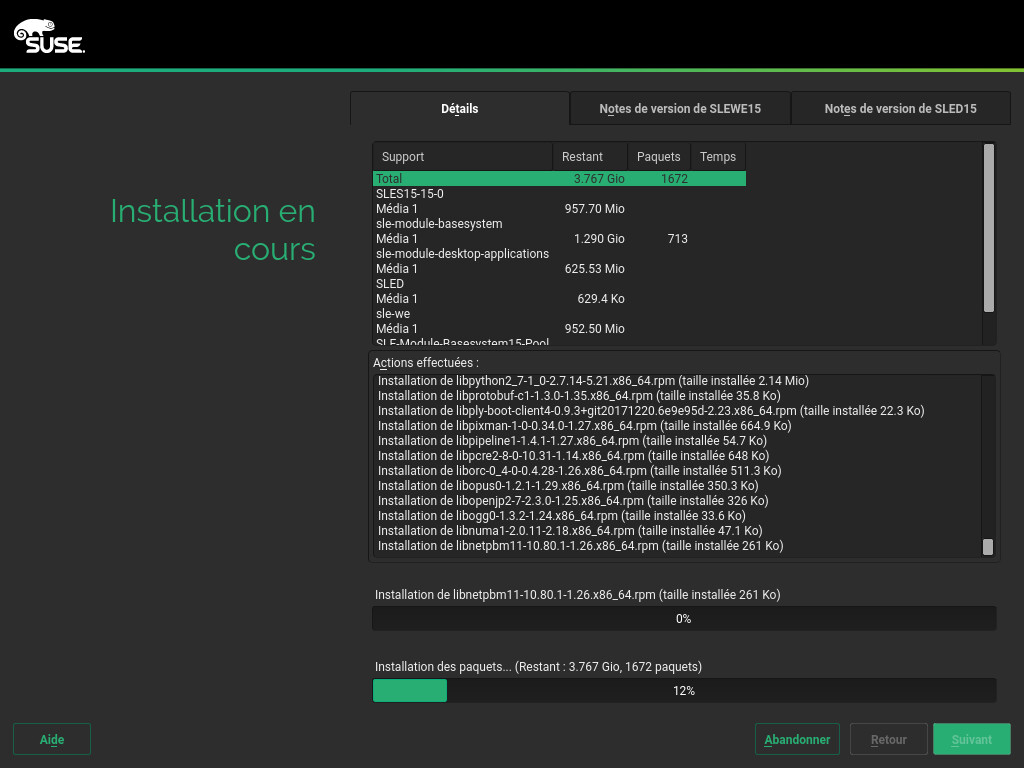 SUSE
Détails
Notes de version de SLEWE15
Notes de version de SLED15
Installation en
cours
Support Restant Paquets Temps
Total 3.767 Gio 1672
SLES15-15-0
Média 1 957.70 Mio
sle-module-basesystem
Média 1 1.290 Gio 713
sle-module-desktop-applications
Média 1 625.53 Mio
SLED
Média 1 629.4 Ko
sle-we
Média 1 952.50 Mio
SLE-Module-Basesystem15-Pool
Actions effectuées :
Installation de libpython2_7-1_0-2.7.14-5.21.x86_64.rpm (taille installée 2.14 Mio)
Installation de libprotobuf-c1-1.3.0-1.35.x86_64.rpm (taille installée 35.8 Ko)
Installation de libply-boot-client4-0.9.3+git20171220.6e9e95d-2.23.x86_64.rpm (taille installée 22.3 Ko)
Installation de libpixman-1-0-0.34.0-1.27.x86_64.rpm (taille installée 664.9 Ko)
Installation de libpipeline1-1.4.1-1.27.x86_64.rpm (taille installée 54.7 Ko)
Installation de libpcre2-8-0-10.31-1.14.x86_64.rpm (taille installée 648 Ko)
Installation de liborc-0_4-0-0.4.28-1.26.x86_64.rpm (taille installée 511.3 Ko)
Installation de libopus0-1.2.1-1.29.x86_64.rpm (taille installée 350.3 Ko)
Installation de libopenjp2-7-2.3.0-1.25.x86_64.rpm (taille installée 326 Ko)
Installation de libogg0-1.3.2-1.24.x86_64.rpm (taille installée 33.6 Ko)
Installation de libnuma1-2.0.11-2.18.x86_64.rpm (taille installée 47.1 Ko)
Installation de libnetpbm11-10.80.1-1.26.x86_64.rpm (taille installée 261 Ko)
Installation de libnetpbm11-10.80.1-1.26.x86_64.rpm (taille installée 261 Ko)
0%
Installation des paquets... (Restant : 3.767 Gio, 1672 paquets)
12%
Aide
Abandonner
Retour
Suivant